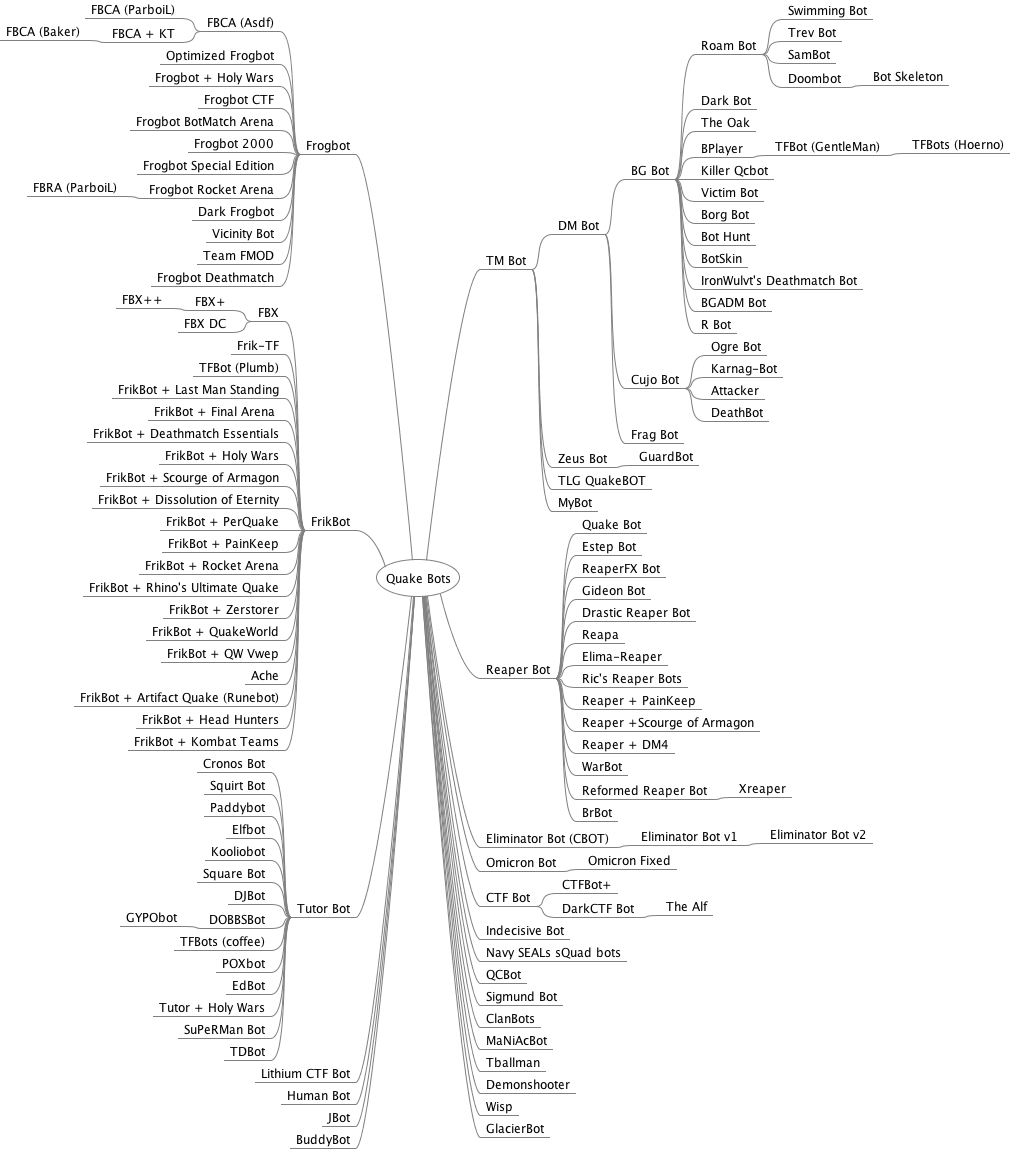 Quake Bots
Frogbot
FBCA (Asdf)
FBCA (ParboiL)
FBCA + KT
FBCA (Baker)
Optimized Frogbot
Frogbot + Holy Wars
Frogbot CTF
Frogbot BotMatch Arena
Frogbot 2000
Frogbot Special Edition
Frogbot Rocket Arena
FBRA (ParboiL)
Dark Frogbot
Vicinity Bot
Team FMOD
Frogbot Deathmatch
FrikBot
FBX
FBX+
FBX++
FBX DC
Frik-TF
TFBot (Plumb)
FrikBot + Last Man Standing
FrikBot + Final Arena
FrikBot + Deathmatch Essentials
FrikBot + Holy Wars
FrikBot + Scourge of Armagon
FrikBot + Dissolution of Eternity
FrikBot + PerQuake
FrikBot + PainKeep
FrikBot + Rocket Arena
FrikBot + Rhino's Ultimate Quake
FrikBot + Zerstorer
FrikBot + QuakeWorld
FrikBot + QW Vwep
Ache
FrikBot + Artifact Quake (Runebot)
FrikBot + Head Hunters
FrikBot + Kombat Teams
Tutor Bot
Cronos Bot
Squirt Bot
Paddybot
Elfbot
Kooliobot
Square Bot
DJBot
DOBBSBot
GYPObot
TFBots (coffee)
POXbot
EdBot
Tutor + Holy Wars
SuPeRMan Bot
TDBot
Lithium CTF Bot
Human Bot
JBot
BuddyBot
TM Bot
DM Bot
BG Bot
Roam Bot
Swimming Bot
Trev Bot
SamBot
Doombot
Bot Skeleton
Dark Bot
The Oak
BPlayer
TFBot (GentleMan)
TFBots (Hoerno)
Killer Qcbot
Victim Bot
Borg Bot
Bot Hunt
BotSkin
IronWulvt's Deathmatch Bot
BGADM Bot
R Bot
Cujo Bot
Ogre Bot
Karnag-Bot
Attacker
DeathBot
Frag Bot
Zeus Bot
GuardBot
TLG QuakeBOT
MyBot
Reaper Bot
Quake Bot
Estep Bot
ReaperFX Bot
Gideon Bot
Drastic Reaper Bot
Reapa
Elima-Reaper
Ric's Reaper Bots
Reaper + PainKeep
Reaper +Scourge of Armagon
Reaper + DM4
WarBot
Reformed Reaper Bot
Xreaper
BrBot
Eliminator Bot (CBOT)
Eliminator Bot v1
Eliminator Bot v2
Omicron Bot
Omicron Fixed
CTF Bot
CTFBot+
DarkCTF Bot
The Alf
Indecisive Bot
Navy SEALs sQuad bots
QCBot
Sigmund Bot
ClanBots
MaNiAcBot
Tballman
Demonshooter
Wisp
GlacierBot